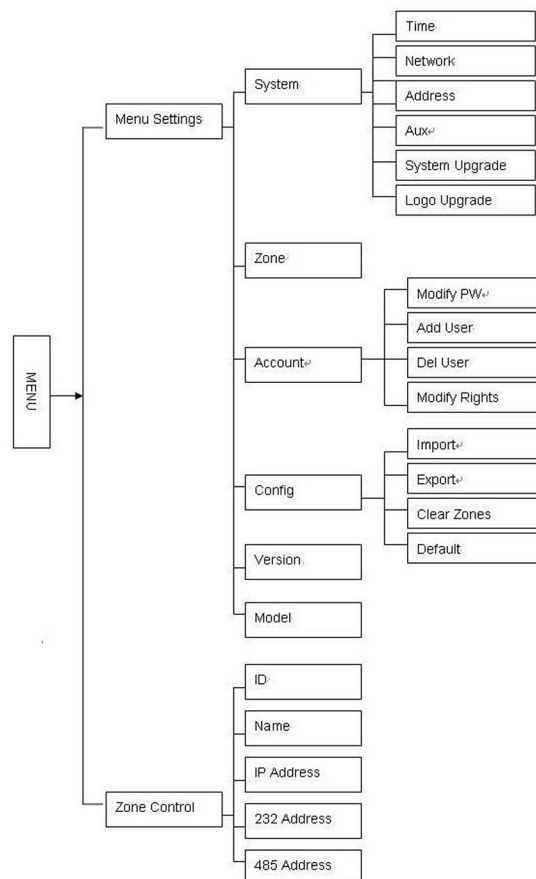 MENU
Menu Settings
System
Time
Network
Address
Aux
System Upgrade
Logo Upgrade
Zone
Account
Modify PW
Add User
Del User
Modify Rights
Config
Import
Export
Clear Zones
Default
Version
Model
Zone Control
ID
Name
IP Address
232 Address
485 Address